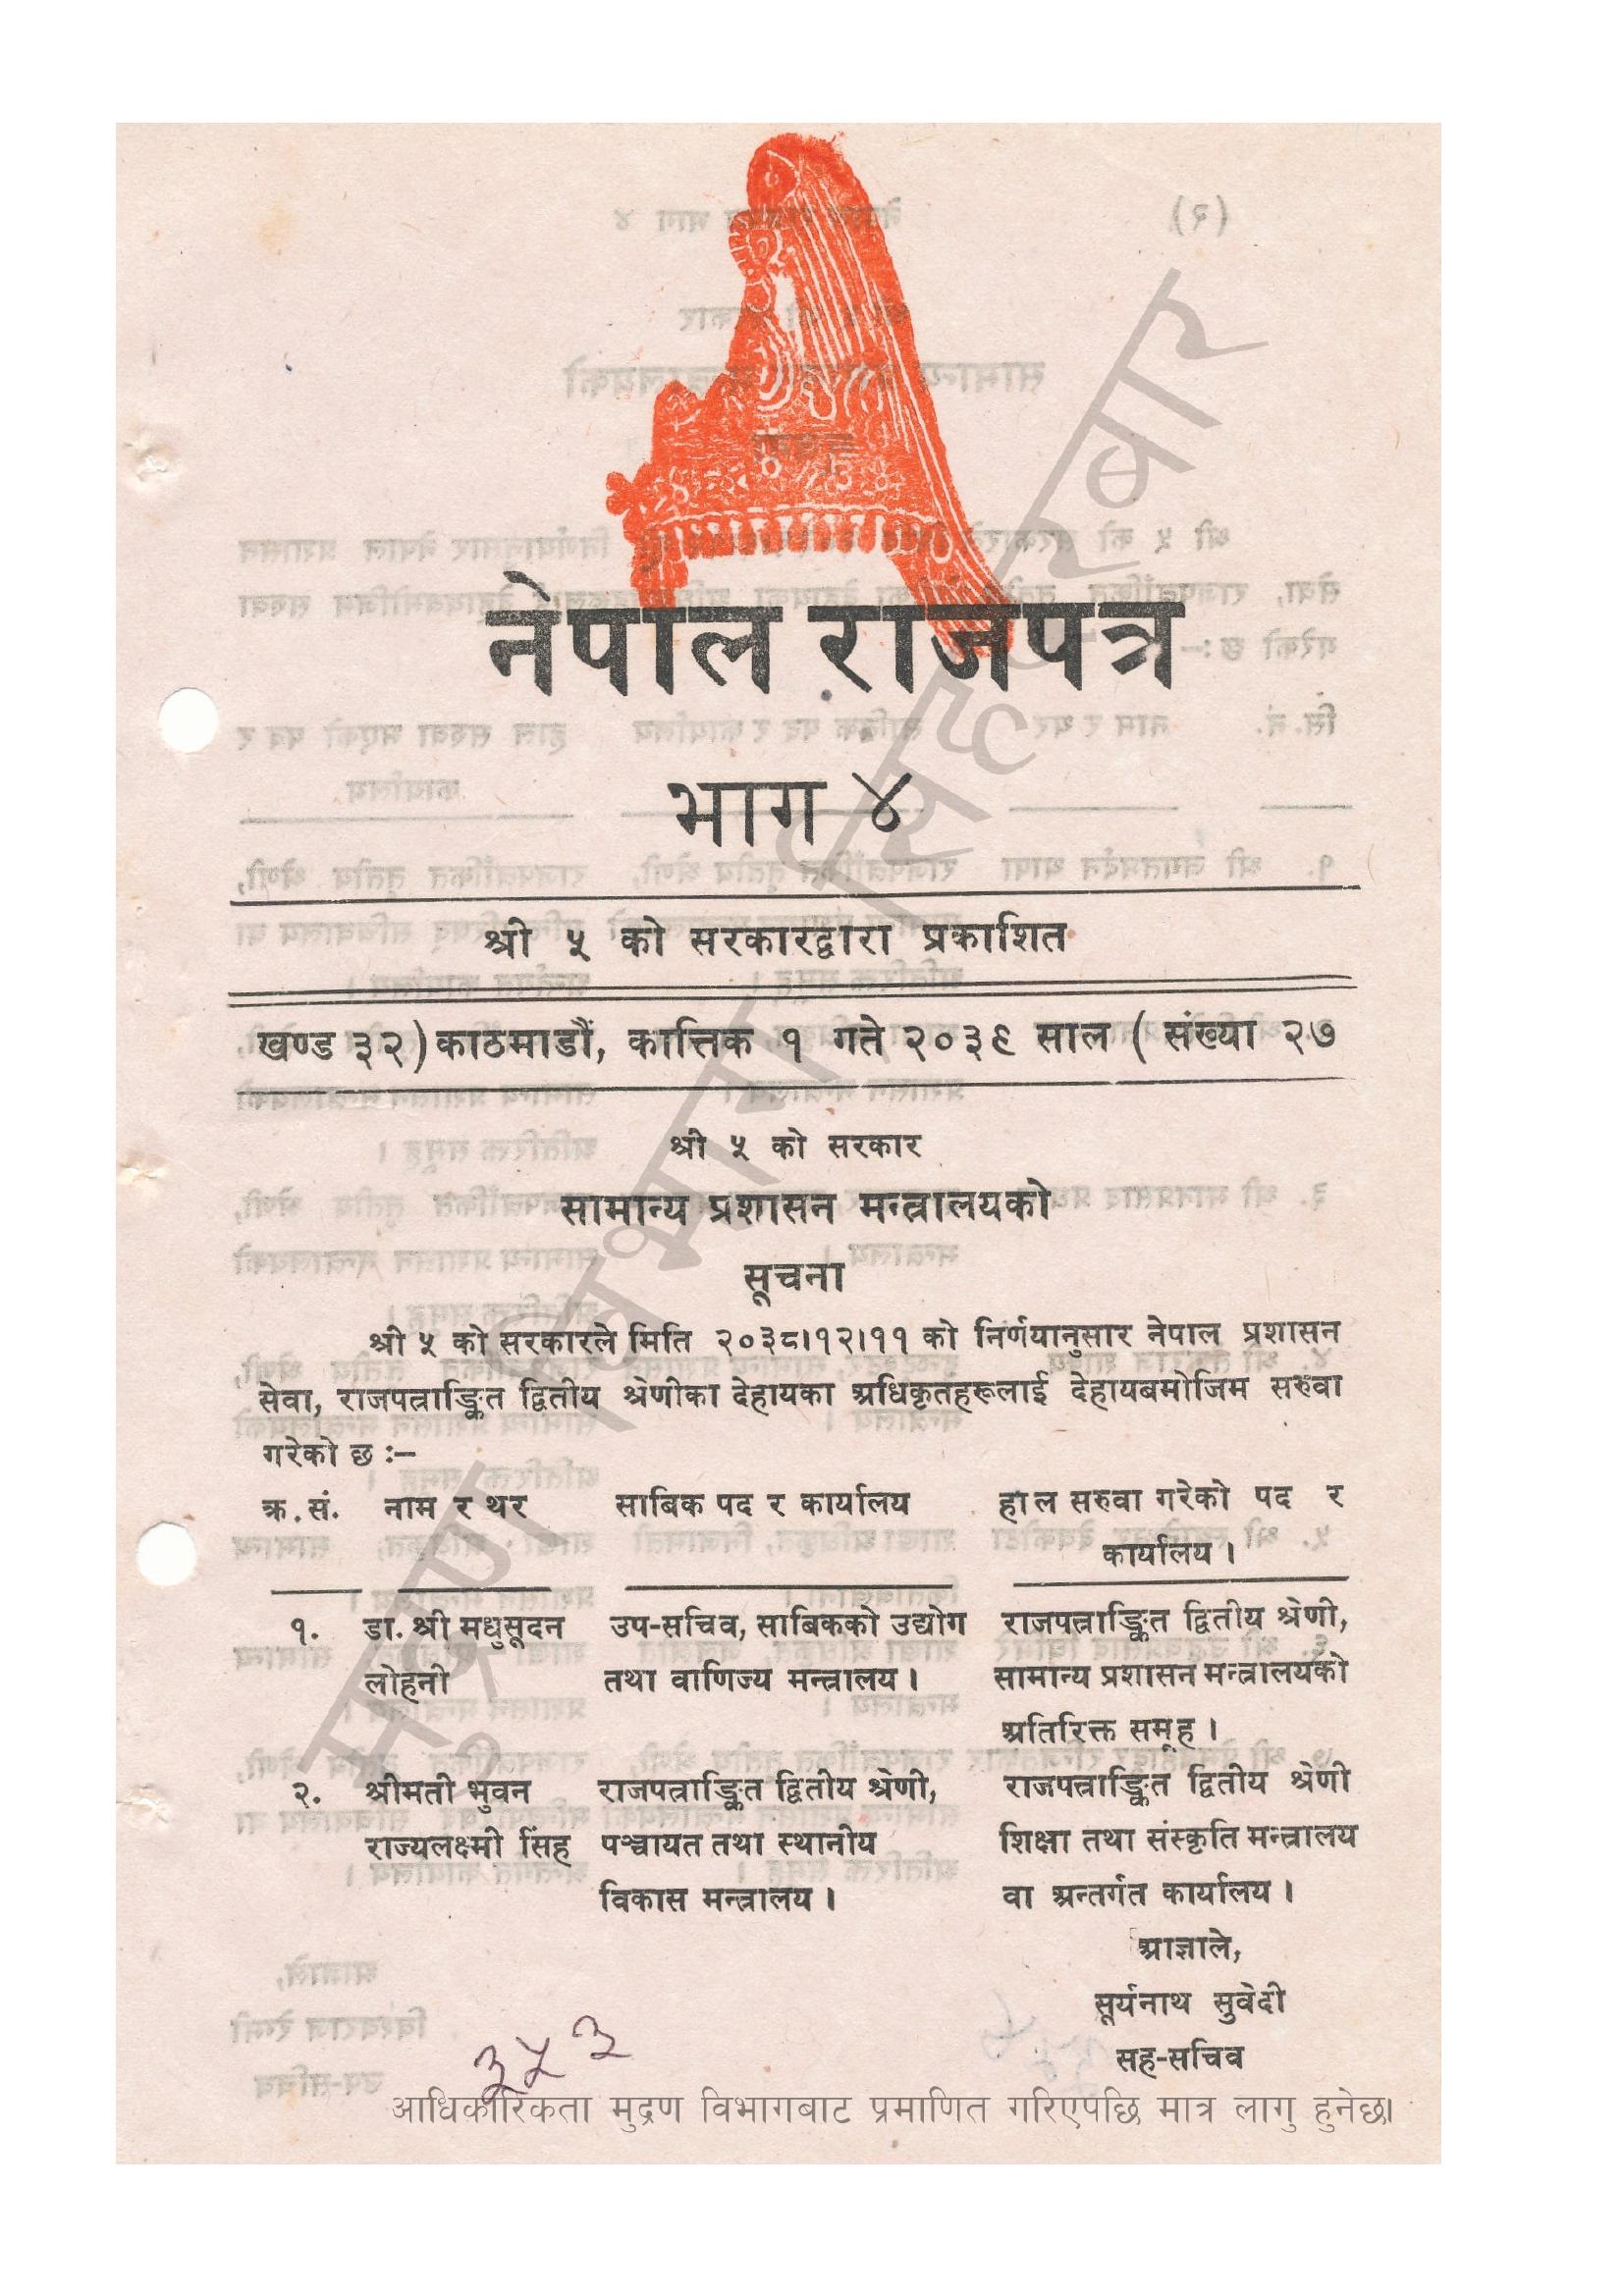 नेपाल राजपत्र
भाग ४
श्री ५ को सरकारद्वारा प्रकाशित
खण्ड ३२) काठमाडौं, कात्तिक १ गते २०३९ साल ( संख्या २७
श्री ५ को सरकार
सामान्य प्रशासन मन्त्रालयको
सूचना
श्री ५ को सरकारले मिति २०३८।१२।११ को निर्णयानुसार नेपाल प्रशासन
सेवा, राजपत्राङ्कित द्वितीय श्रेणीका देहायका अधिकृतहरूलाई देहायबमोजिम सरुवा
गरेको छ :–
क्र. सं. नाम र थर साबिक पद र कार्यालय हाल सरुवा गरेको पद र
कार्यालय ।
१. डा. श्री मधुसूदन उप-सचिव, साबिकको उद्योग राजपत्राङ्कित द्वितीय श्रेणी,
लोहनी तथा वाणिज्य मन्त्रालय । सामान्य प्रशासन मन्त्रालयको
अतिरिक्त समूह ।
२. श्रीमती भुवन राजपत्राङ्कित द्वितीय श्रेणी, राजपत्राङ्कित द्वितीय श्रेणी
राज्यलक्ष्मी सिंह पञ्चायत तथा स्थानीय शिक्षा तथा संस्कृति मन्त्रालय
विकास मन्त्रालय । वा अन्तर्गत कार्यालय ।
आज्ञाले,
सूर्यनाथ सुवेदी
सह-सचिव
३५३
आधिकारिकता मुद्रण विभागबाट प्रमाणित गरिएपछि मात्र लागु हुनेछ।